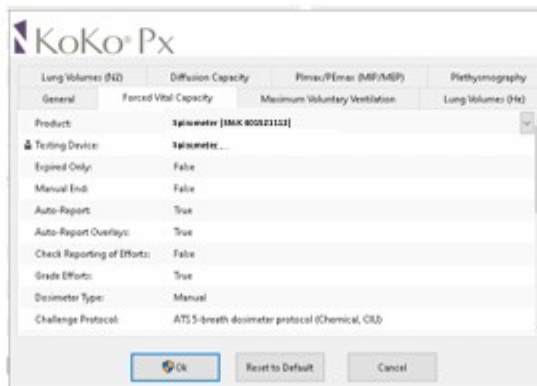 KoKo® Px
Lung Volumes (N2) Diffusion Capacity PImax/PEmax (MIP/MEP) Plethysmography
General Forced Vital Capacity Maximum Voluntary Ventilation Lung Volumes (He)
Product: Spirometer
Testing Device: Spirometer
Expired Only: False
Manual End: False
Auto-Report: True
Auto-Report Overlays: True
Check Reporting of Efforts: False
Grade Efforts: True
Dosimeter Type: Manual
Challenge Protocol: ATS 5-breath dosimeter protocol (Chemical, CIU)
Ok Reset to Default Cancel